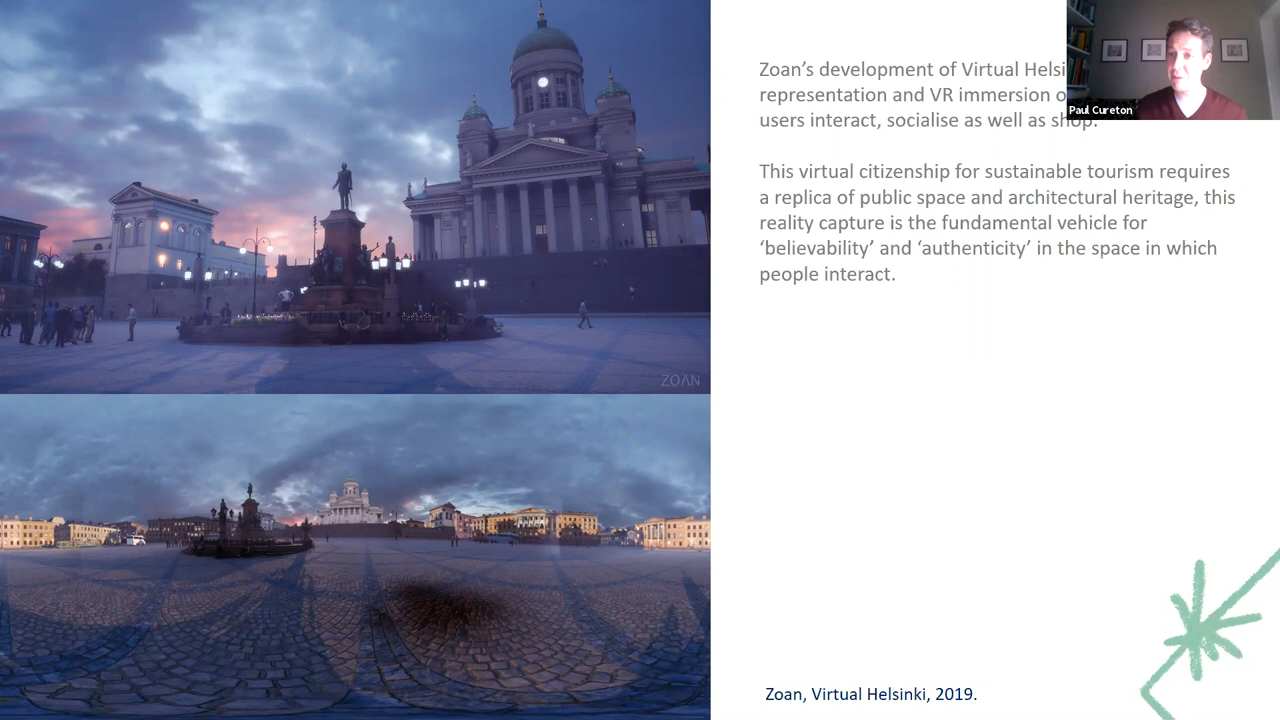 Zoan’s development of Virtual
representation and VR immersion
users interact, socialise as well as shop.
This virtual citizenship for sustainable tourism requires
a replica of public space and architectural heritage, this
reality capture is the fundamental vehicle for
‘believability’ and ‘authenticity’ in the space in which
people interact.
Paul Cureton
ZOAN
Zoan, Virtual Helsinki, 2019.